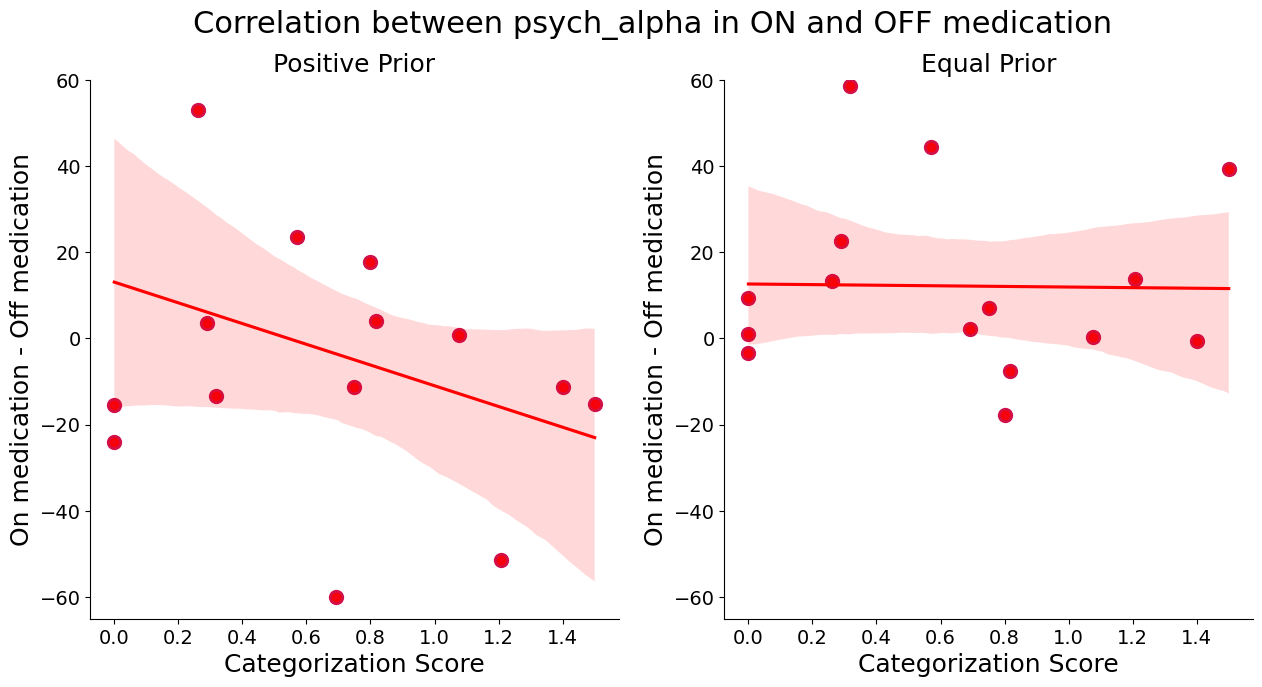 Correlation between psych_alpha in ON and OFF medication
Positive Prior
60
40
20
0
−20
−40
−60
On medication - Off medication
0.0 0.2 0.4 0.6 0.8 1.0 1.2 1.4
Categorization Score
Equal Prior
60
40
20
0
−20
−40
−60
On medication - Off medication
0.0 0.2 0.4 0.6 0.8 1.0 1.2 1.4
Categorization Score